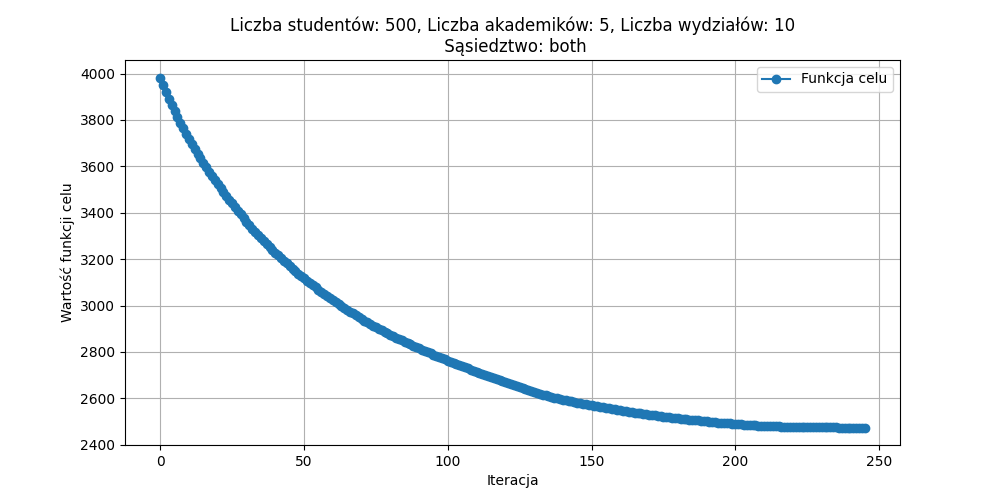 Liczba studentów: 500, Liczba akademików: 5, Liczba wydziałów: 10
Sąsiedztwo: both
Funkcja celu
Wartość funkcji celu
4000
3800
3600
3400
3200
3000
2800
2600
2400
0 50 100 150 200 250
Iteracja